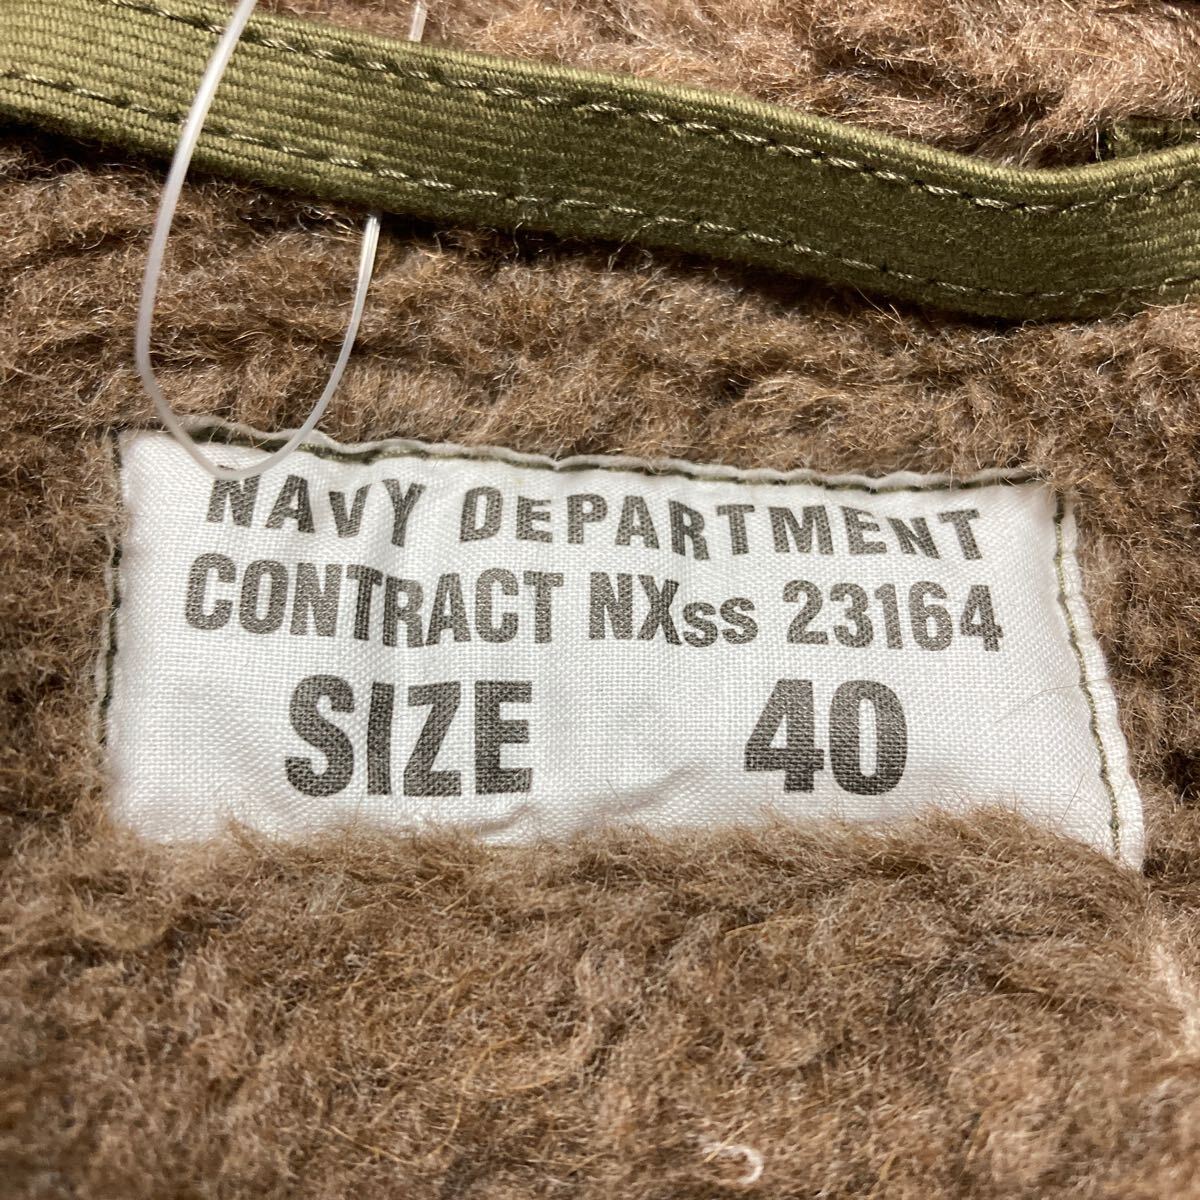 NAVY DEPARTMENT
CONTRACT NXss 23164
SIZE 40